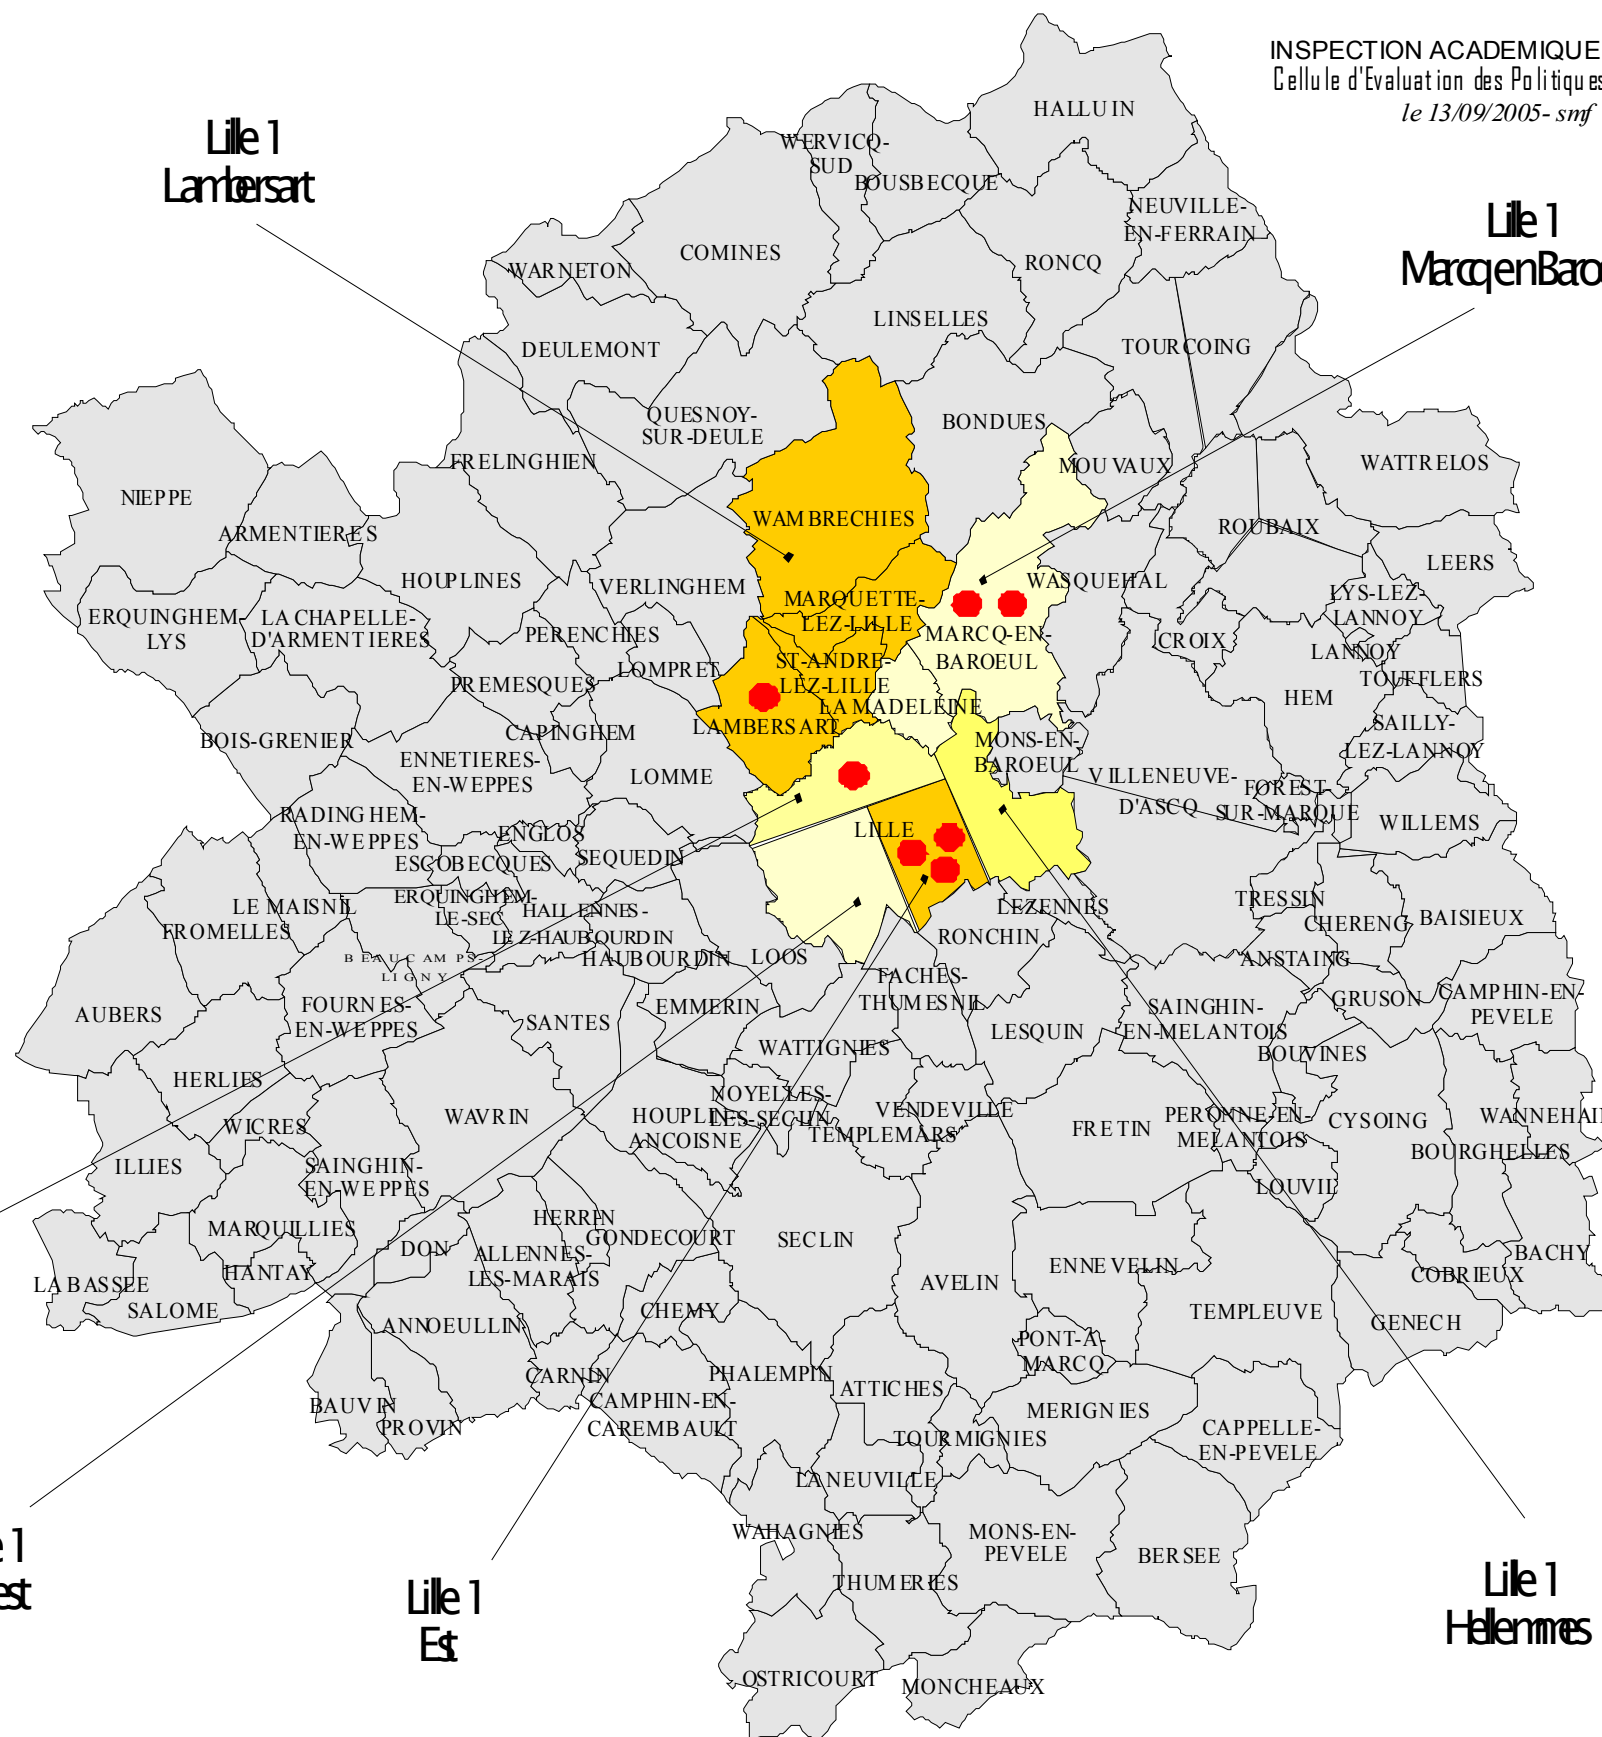 INSPECTION ACADEMIQUE
Cellule d'Evaluation des Politiques
le 13/09/2005- smf
Lille 1
Lambersart
Lille 1
Marcq en Baro
HALLUIN
WERVICQ-
SUD
BOUSBECQUE
NEUVILLE-
EN-FERRAIN
COMINES
RONCQ
WARNETON
LINSELLES
TOURCOING
DEULEMONT
QUESNOY-
SUR-DEULE
BONDUES
MOUVAUX
WATTRELOS
FRELINGHIEN
NIEPPE
ARMENTIERES
WAMBRECHIES
ROUBAIX
LEERS
HOUPLINES
VERLINGHEM
WASQUEHAL
LYS-LEZ-
LANNOY
ERQUINGHEM-
LYS
LA CHAPELLE-
D'ARMENTIERES
MARQUETTE-
LEZ-LILLE
PERENCHIES
MARCQ-EN-
BAROEUL
CROIX
LANNOY
LOMPRET
ST-ANDRE-
LEZ-LILLE
TOUFFLERS
PREMESQUES
HEM
LA MADELEINE
LAMBERSART
SAILLY-
LEZ-LANNOY
BOIS-GRENIER
CAPINGHEM
MONS-EN-
BAROEUL
ENNETIERES-
EN-WEPPES
LOMME
VILLENEUVE-
D'ASCQ
FOREST-
SUR-MARQUE
RADINGHEM-
EN-WEPPES
WILLEMS
ENGLOS
LILLE
ESCOBECQUES
SEQUEDIN
ERQUINGHEM-
LE-SEC
TRESSIN
LE MAISNIL
FROMELLES
HALLENNES-
LEZ-HAUBOURDIN
LEZENNES
CHERENG
BAISIEUX
RONCHIN
BEAUCAMPS-
LIGNY
HAUBOURDIN
LOOS
ANSTAING
FACHES-
THUMESNIL
GRUSON
CAMPHIN-EN-
PEVELE
AUBERS
FOURNES-
EN-WEPPES
EMMERIN
SANTES
SAINGHIN-
EN-MELANTOIS
LESQUIN
WATTIGNIES
BOUVINES
HERLIES
NOYELLES-
LES-SECLIN
VENDEVILLE
WAVRIN
HOUPLIN-
ANCOISNE
TEMPLEMARS
FRETIN
PERONNE-EN-
MELANTOIS
CYSOING
WANNEHAIN
WICRES
BOURGHELLES
ILLIES
SAINGHIN-
EN-WEPPES
LOUVIL
MARQUILLIES
HERRIN
GONDECOURT
SECLIN
DON
ALLENNES-
LES-MARAIS
ENNEVELIN
BACHY
HANTAY
COBRIEUX
LA BASSEE
SALOME
AVELIN
CHEMY
TEMPLEUVE
GENECH
ANNOEULLIN
PONT-A-
MARCQ
CARNIN
PHALEMPIN
ATTICHES
BAUVIN
PROVIN
CAMPHIN-EN-
CAREMBAULT
MERIGNIES
CAPPELLE-
EN-PEVELE
TOURMIGNIES
LA NEUVILLE
WAHAGNIES
MONS-EN-
PEVELE
BERSEE
THUMERIES
OSTRICOURT
MONCHEAUX
e 1
est
Lille 1
Est
Lille 1
Hellemmes